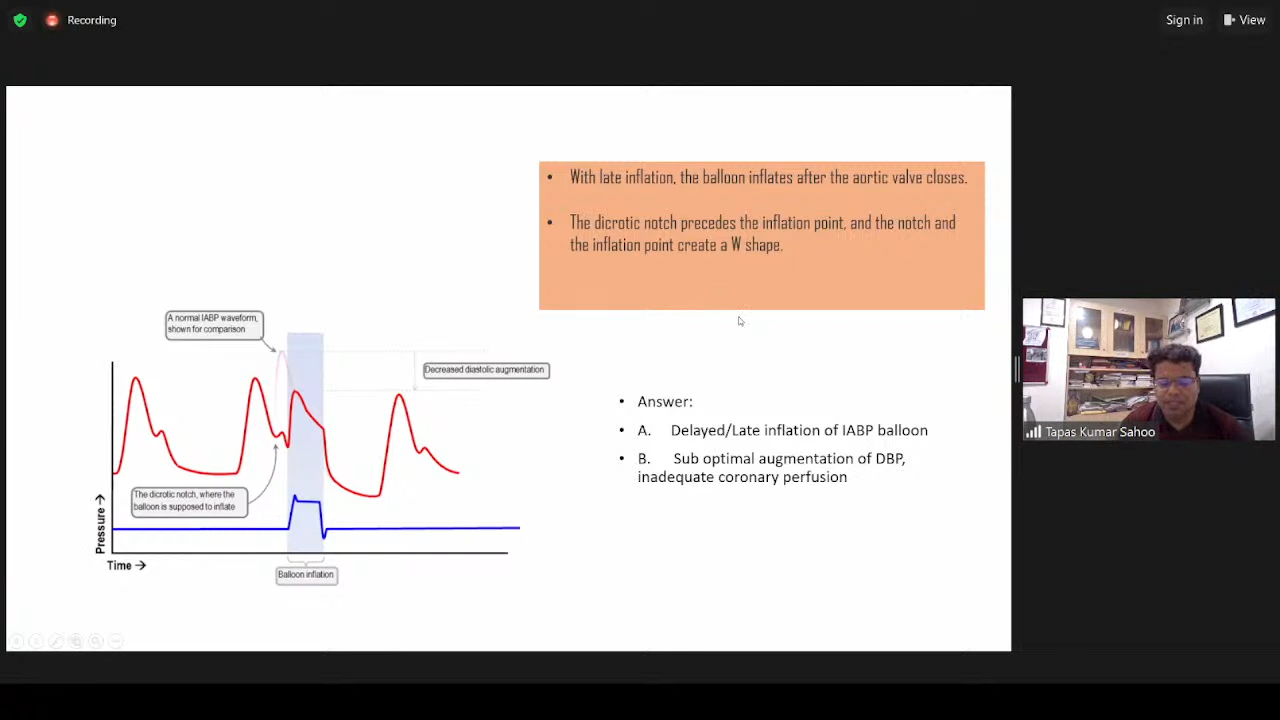 Recording
Sign in
View
• With late inflation, the balloon inflates after the aortic valve closes.
• The dicrotic notch precedes the inflation point, and the notch and
the inflation point create a W shape.
A normal IABP waveform,
shown for comparison
Decreased diastolic augmentation
The dicrotic notch, where the
balloon is supposed to inflate
Pressure →
Time →
Balloon inflation
• Answer:
• A. Delayed/Late inflation of IABP balloon
• B. Sub optimal augmentation of DBP,
inadequate coronary perfusion
Tapas Kumar Sahoo